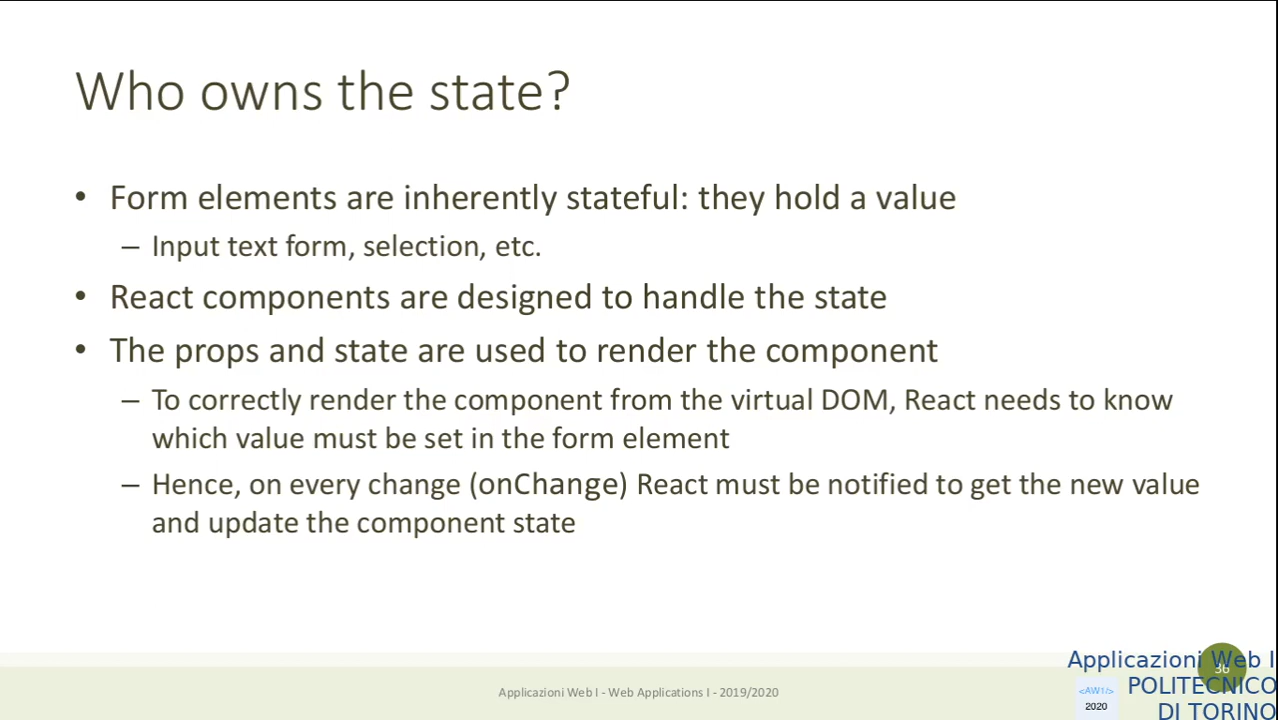 Who owns the state?
• Form elements are inherently stateful: they hold a value
– Input text form, selection, etc.
• React components are designed to handle the state
• The props and state are used to render the component
– To correctly render the component from the virtual DOM, React needs to know
which value must be set in the form element
– Hence, on every change (onChange) React must be notified to get the new value
and update the component state
Applicazioni Web I - Web Applications I - 2019/2020
36
Applicazioni Web I
POLITECNICO
DI TORINO
<AW1/>
2020